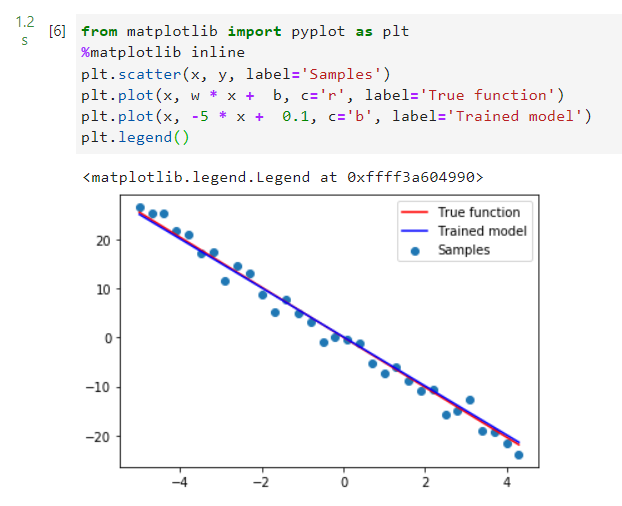 1.2
s
[6] from matplotlib import pyplot as plt
%matplotlib inline
plt.scatter(x, y, label='Samples')
plt.plot(x, w * x +  b, c='r', label='True function')
plt.plot(x, -5 * x +  0.1, c='b', label='Trained model')
plt.legend()
<matplotlib.legend.Legend at 0xffff3a604990>
True function
Trained model
Samples
20
10
0
−10
−20
−4 −2 0 2 4